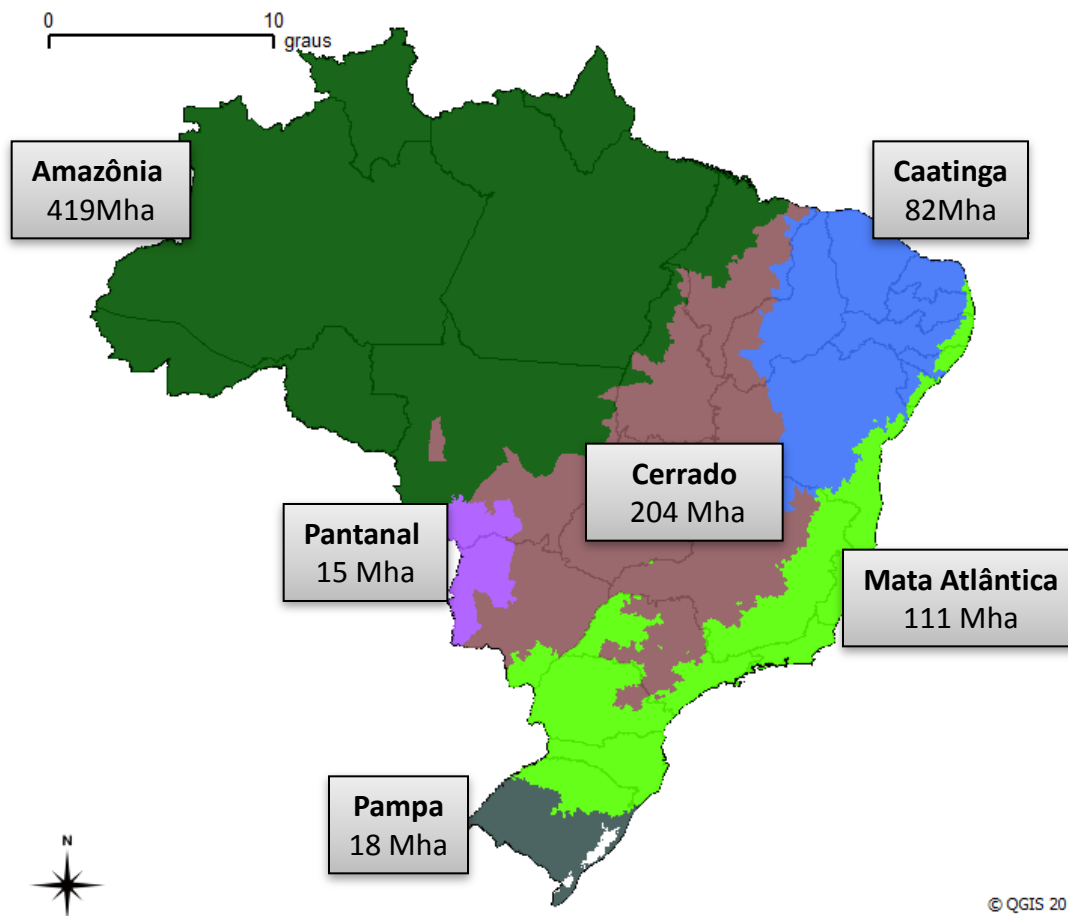 0 10
graus
Amazônia
419Mha
Caatinga
82Mha
Cerrado
204 Mha
Pantanal
15 Mha
Mata Atlântica
111 Mha
Pampa
18 Mha
N
© QGIS 20